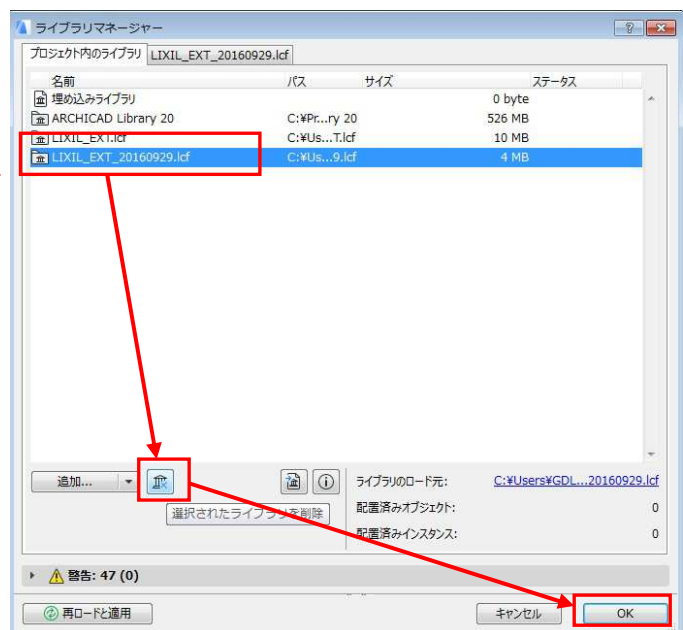 ライブラリマネージャー
プロジェクト内のライブラリ LIXIL_EXT_20160929.lcf
名前 パス サイズ ステータス
埋め込みライブラリ 0 byte
ARCHICAD Library 20 C:¥Pr...ry 20 526 MB
LIXIL_EXT.lcf C:¥Us...T.lcf 10 MB
LIXIL_EXT_20160929.lcf C:¥Us...9.lcf 4 MB
追加... ライブラリのロード元: C:¥Users¥GDL...20160929.lcf
選択されたライブラリを削除 配置済みオブジェクト: 0
配置済みインスタンス: 0
警告: 47 (0)
再ロードと適用 キャンセル OK